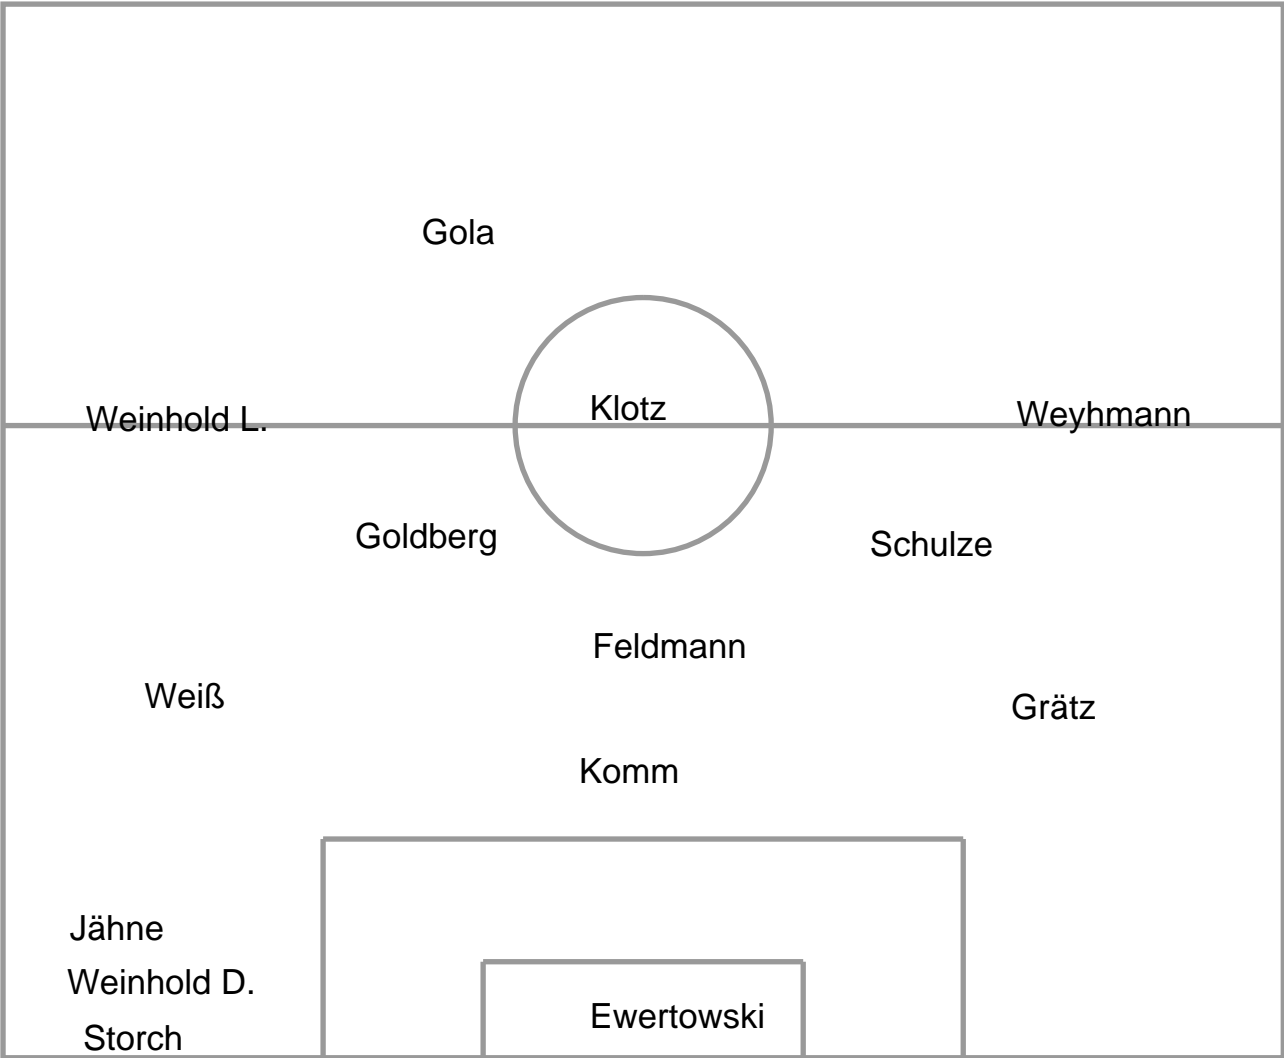 Gola
Weinhold L.
Klotz
Weyhmann
Goldberg
Schulze
Feldmann
Weiß
Grätz
Komm
Jähne
Weinhold D.
Ewertowski
Storch